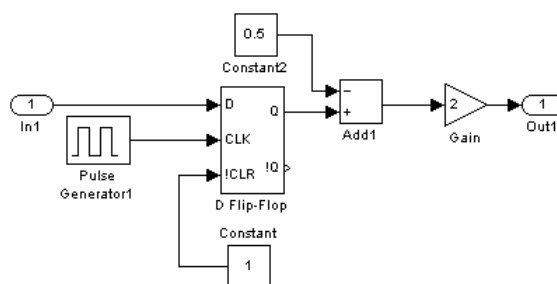 0.5
Constant2
1
In1
D
Q
CLK
!CLR
!Q
D Flip-Flop
Pulse
Generator1
−
+
Add1
2
Gain
1
Out1
Constant
1